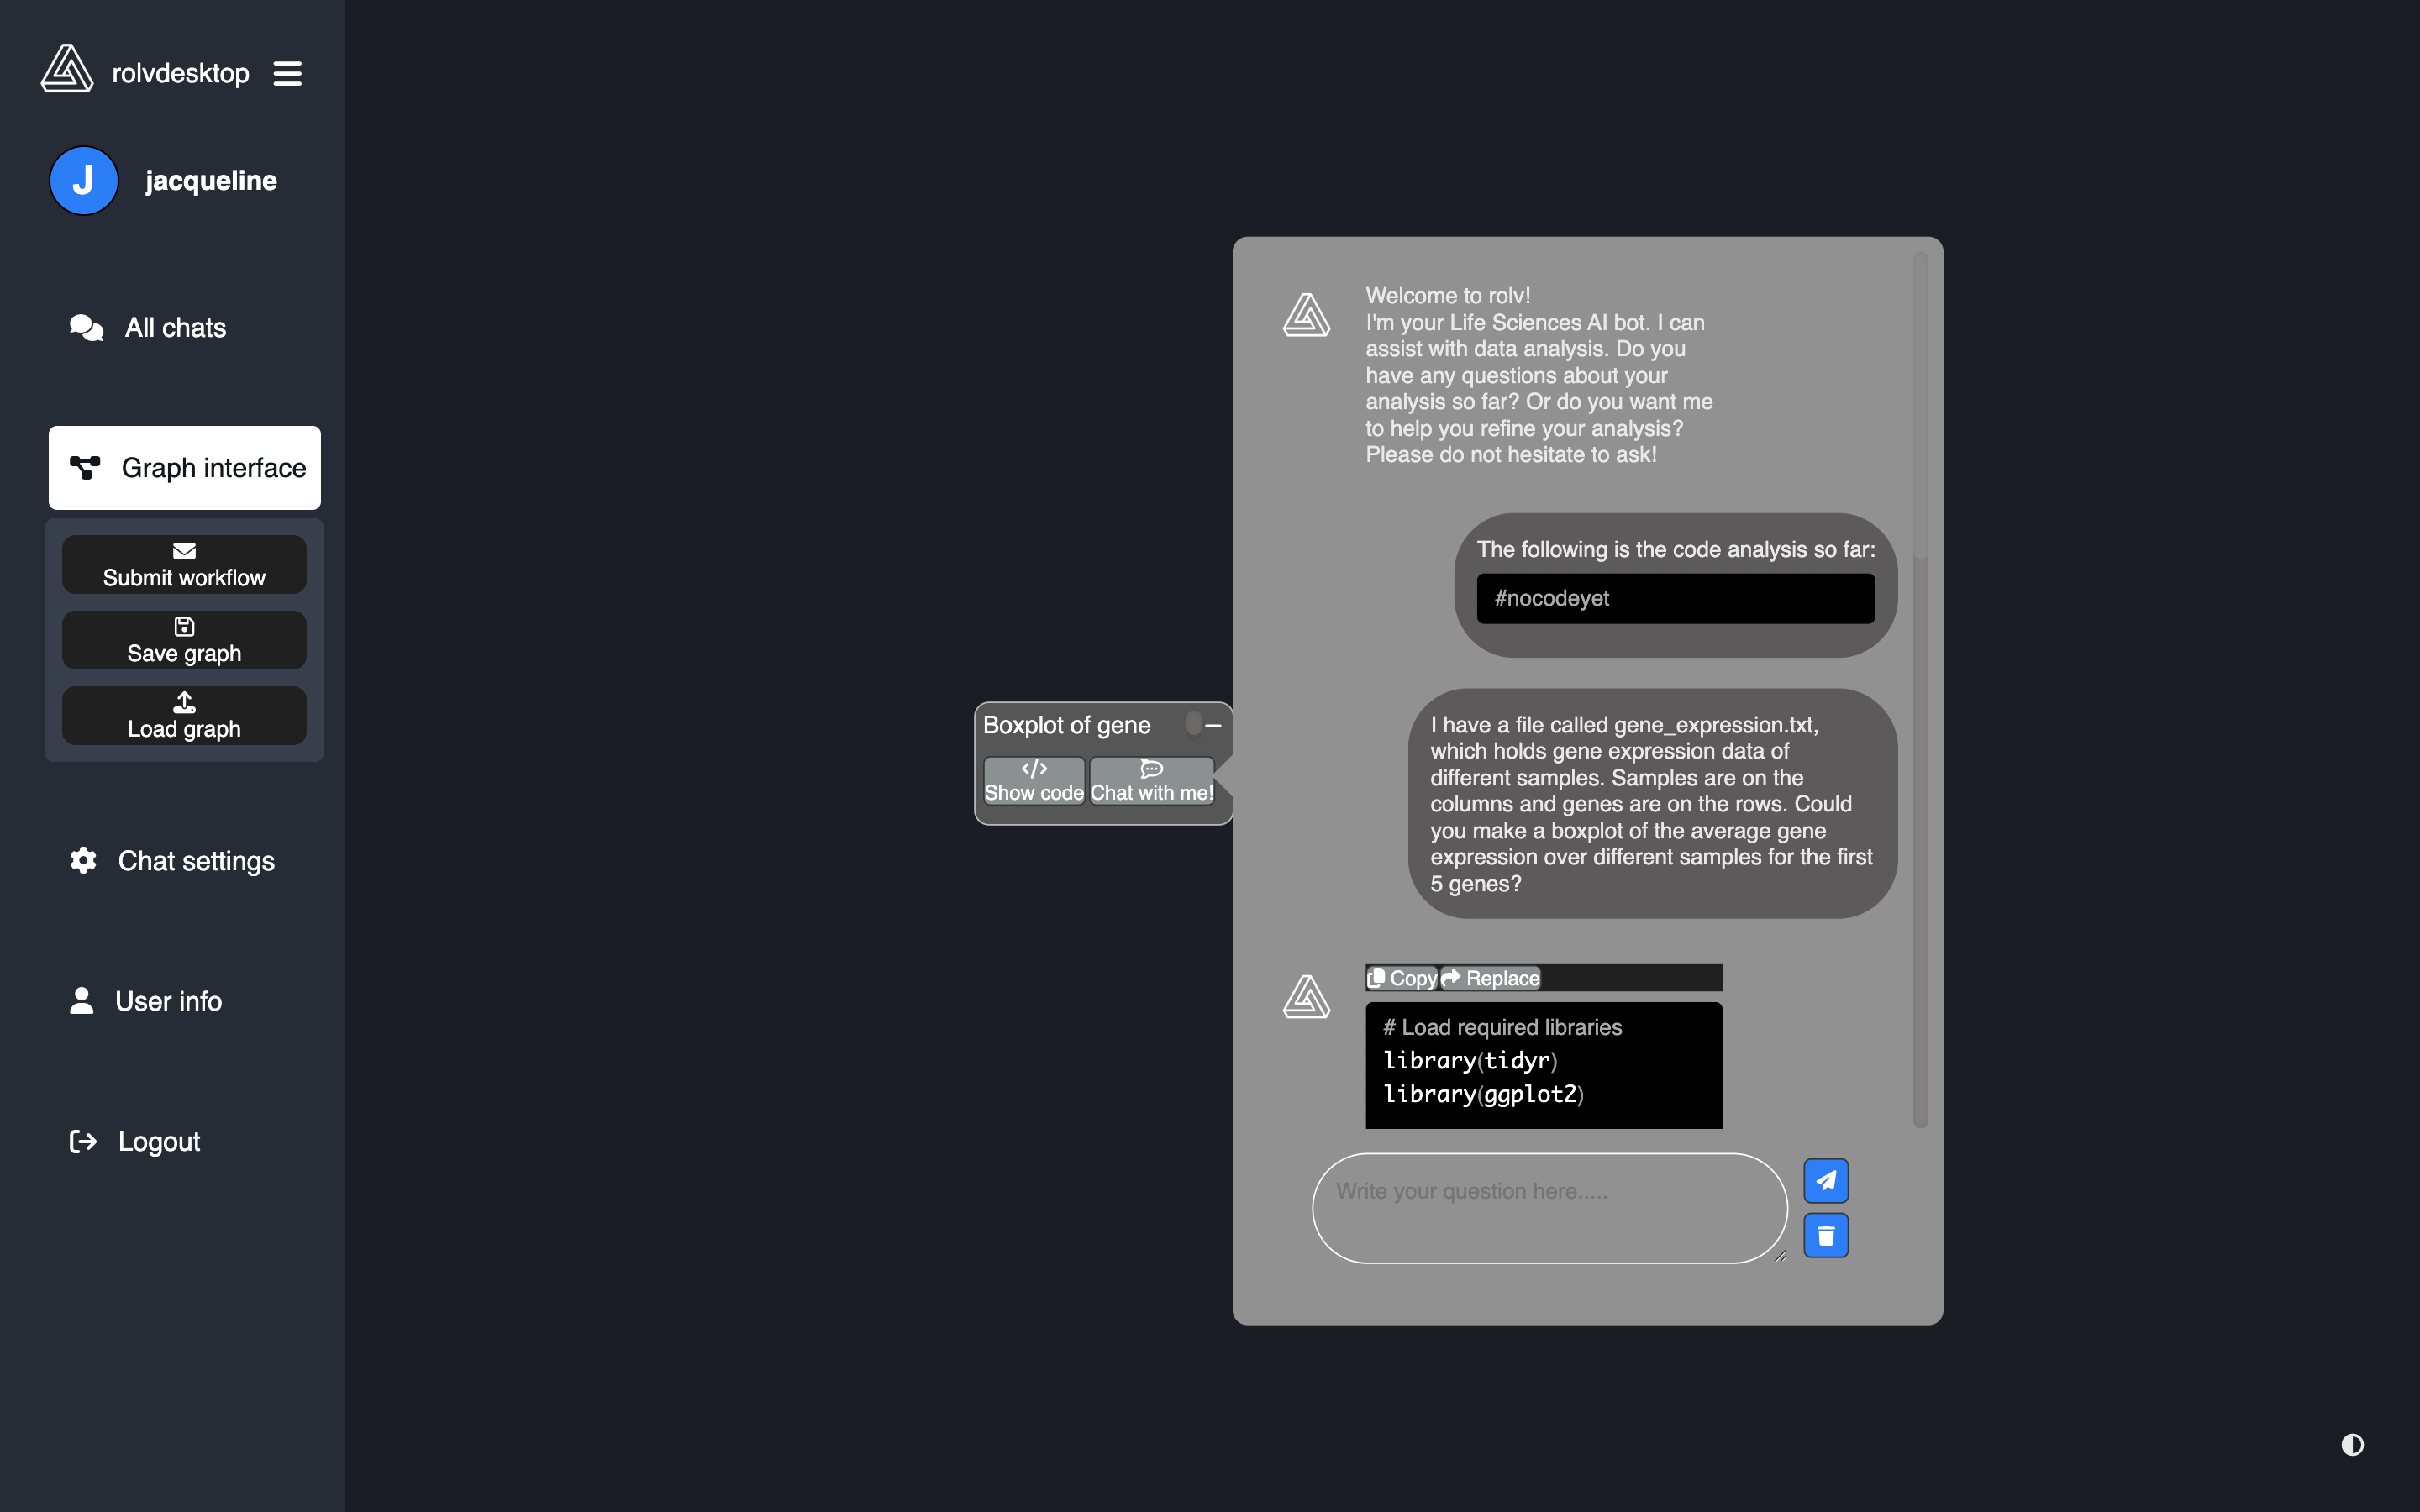 rolvdesktop
J
jacqueline
All chats
Graph interface
Submit workflow
Save graph
Load graph
Chat settings
User info
Logout
Boxplot of gene
Show code
Chat with me!
Welcome to rolv!
I'm your Life Sciences AI bot. I can
assist with data analysis. Do you
have any questions about your
analysis so far? Or do you want me
to help you refine your analysis?
Please do not hesitate to ask!
The following is the code analysis so far:
#nocodeyet
I have a file called gene_expression.txt,
which holds gene expression data of
different samples. Samples are on the
columns and genes are on the rows. Could
you make a boxplot of the average gene
expression over different samples for the first
5 genes?
Copy Replace
# Load required libraries
library(tidyr)
library(ggplot2)
Write your question here.....